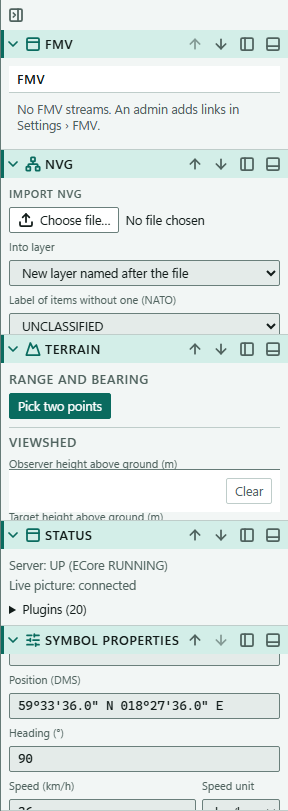 FMV
FMV
No FMV streams. An admin adds links in
Settings › FMV.
NVG
IMPORT NVG
Choose file... No file chosen
Into layer
New layer named after the file
Label of items without one (NATO)
UNCLASSIFIED
TERRAIN
RANGE AND BEARING
Pick two points
VIEWSHED
Observer height above ground (m)
Clear
Target height above ground (m)
STATUS
Server: UP (ECore RUNNING)
Live picture: connected
Plugins (20)
SYMBOL PROPERTIES
Position (DMS)
59°33'36.0" N 018°27'36.0" E
Heading (°)
90
Speed (km/h) Speed unit